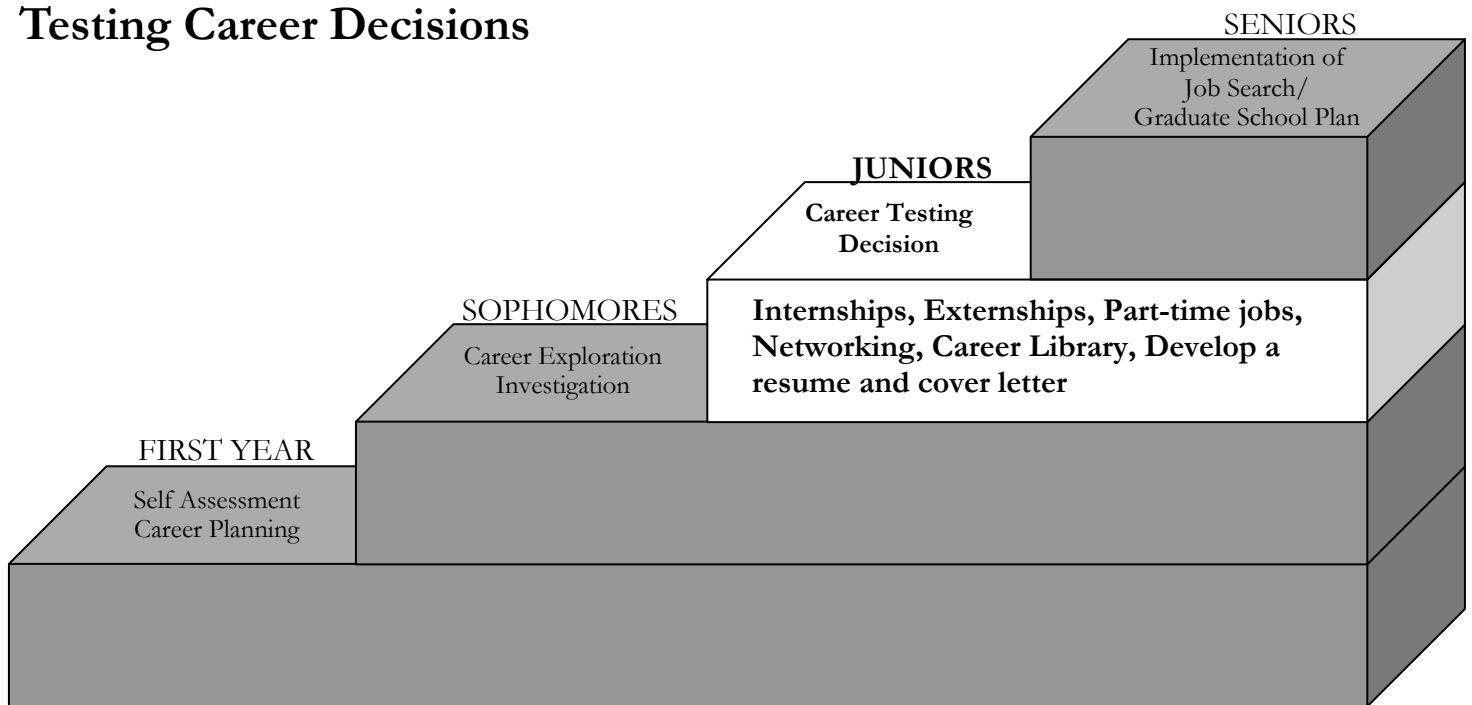 Testing Career Decisions
SENIORS
Implementation of
Job Search/
Graduate School Plan
JUNIORS
Career Testing
Decision
Internships, Externships, Part-time jobs,
Networking, Career Library, Develop a
resume and cover letter
SOPHOMORES
Career Exploration
Investigation
FIRST YEAR
Self Assessment
Career Planning